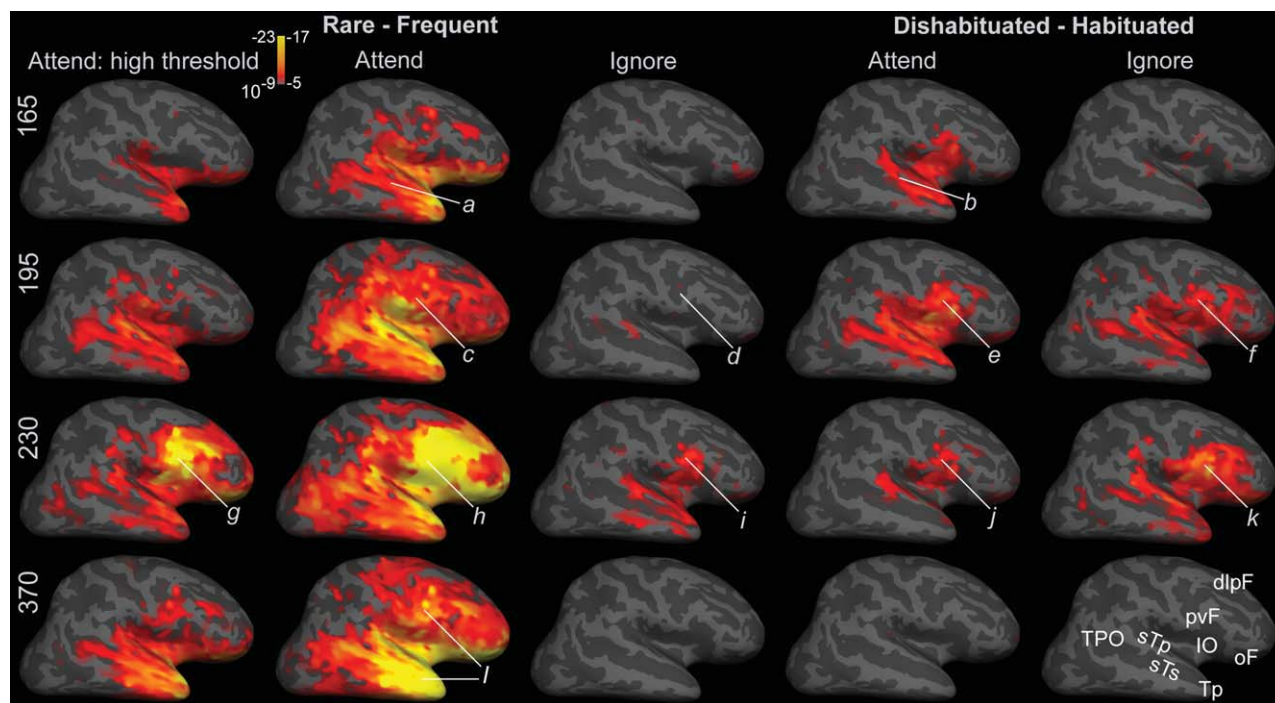 Rare - Frequent
Dishabituated - Habituated
Attend: high threshold
-23 -17
10-9 -5
Attend
Ignore
Attend
Ignore
165
a
b
195
c
d
e
f
230
g
h
i
j
k
370
l
dlpF
pvF
TPO
sTp
IO
oF
sTs
Tp